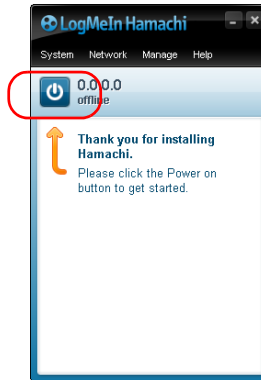 LogMeIn Hamachi
System Network Manage Help
0.0.0.0
offline
Thank you for installing
Hamachi.
Please click the Power on
button to get started.